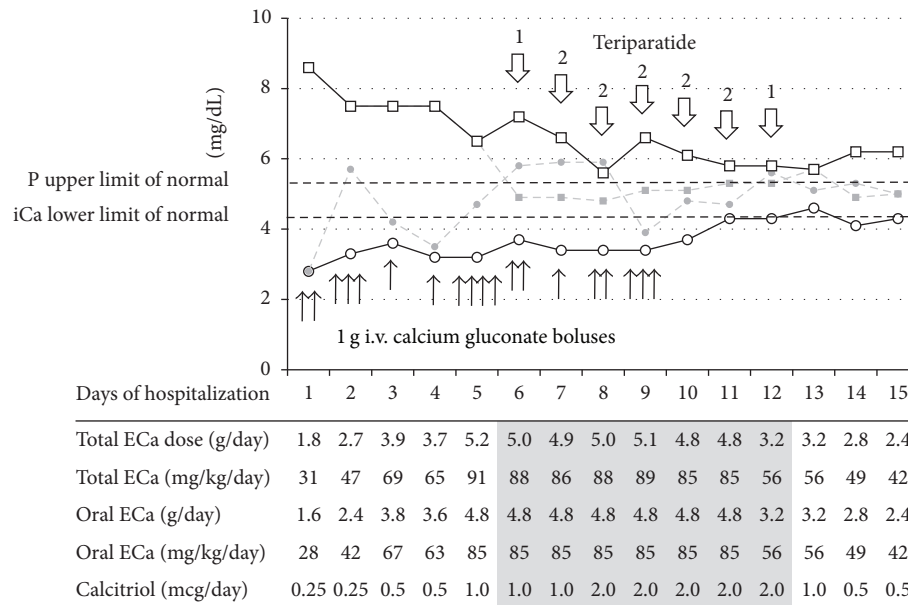 10
8
6
4
2
0
(mg/dL)
P upper limit of normal
iCa lower limit of normal
Teriparatide
1
2
2
2
2
2
1
1 g i.v. calcium gluconate boluses
Days of hospitalization 1 2 3 4 5 6 7 8 9 10 11 12 13 14 15
Total ECa dose (g/day) 1.8 2.7 3.9 3.7 5.2 5.0 4.9 5.0 5.1 4.8 4.8 3.2 3.2 2.8 2.4
Total ECa (mg/kg/day) 31 47 69 65 91 88 86 88 89 85 85 56 56 49 42
Oral ECa (g/day) 1.6 2.4 3.8 3.6 4.8 4.8 4.8 4.8 4.8 4.8 4.8 3.2 3.2 2.8 2.4
Oral ECa (mg/kg/day) 28 42 67 63 85 85 85 85 85 85 85 56 56 49 42
Calcitriol (mcg/day) 0.25 0.25 0.5 0.5 1.0 1.0 1.0 2.0 2.0 2.0 2.0 2.0 1.0 0.5 0.5